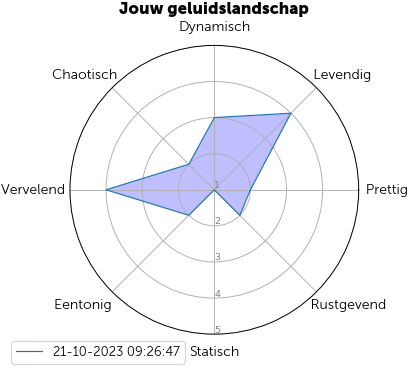 Jouw geluidslandschap
Dynamisch
Chaotisch
Levendig
Vervelend
1
Prettig
2
3
4
Eentonig
Rustgevend
5
21-10-2023 09:26:47
Statisch